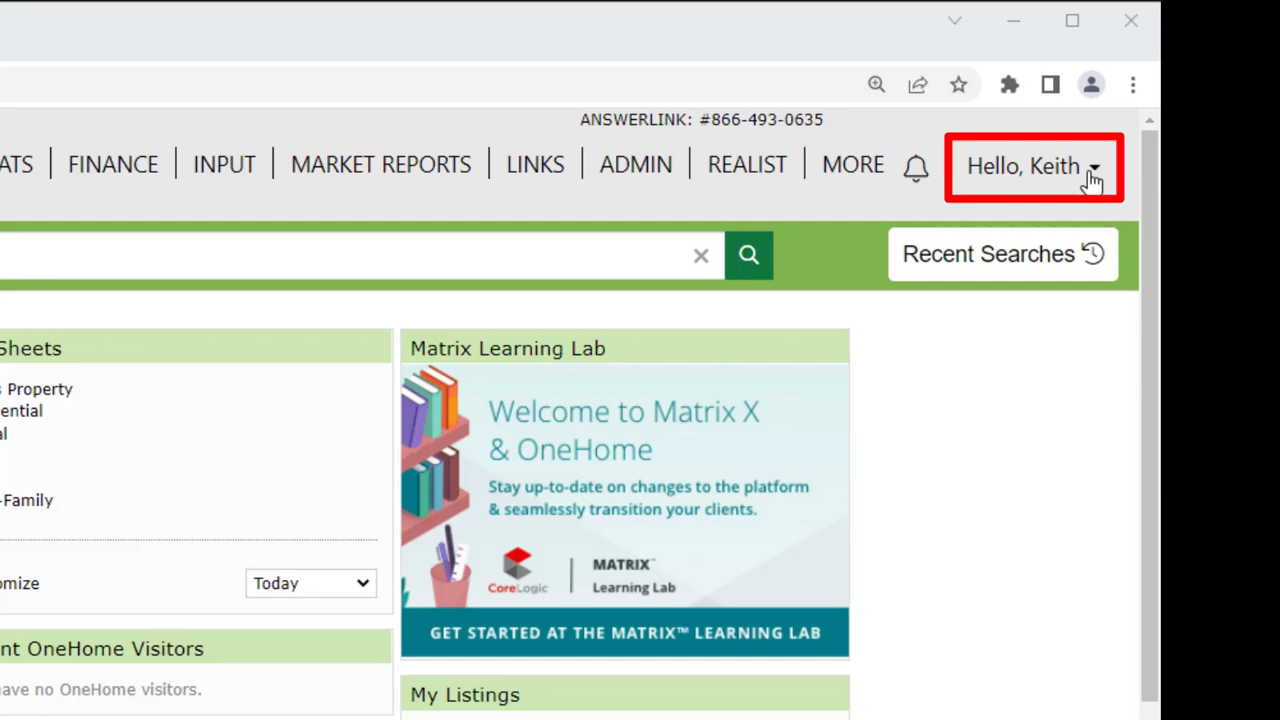 ANSWERLINK: #866-493-0635
ATS FINANCE INPUT MARKET REPORTS LINKS ADMIN REALIST MORE Hello, Keith
Recent Searches
Sheets
s Property
ential
al
-Family
omize Today
nt OneHome Visitors
ave no OneHome visitors.
Matrix Learning Lab
Welcome to Matrix X
& OneHome
Stay up-to-date on changes to the platform
& seamlessly transition your clients.
CoreLogic
MATRIX™
Learning Lab
GET STARTED AT THE MATRIX™ LEARNING LAB
My Listings